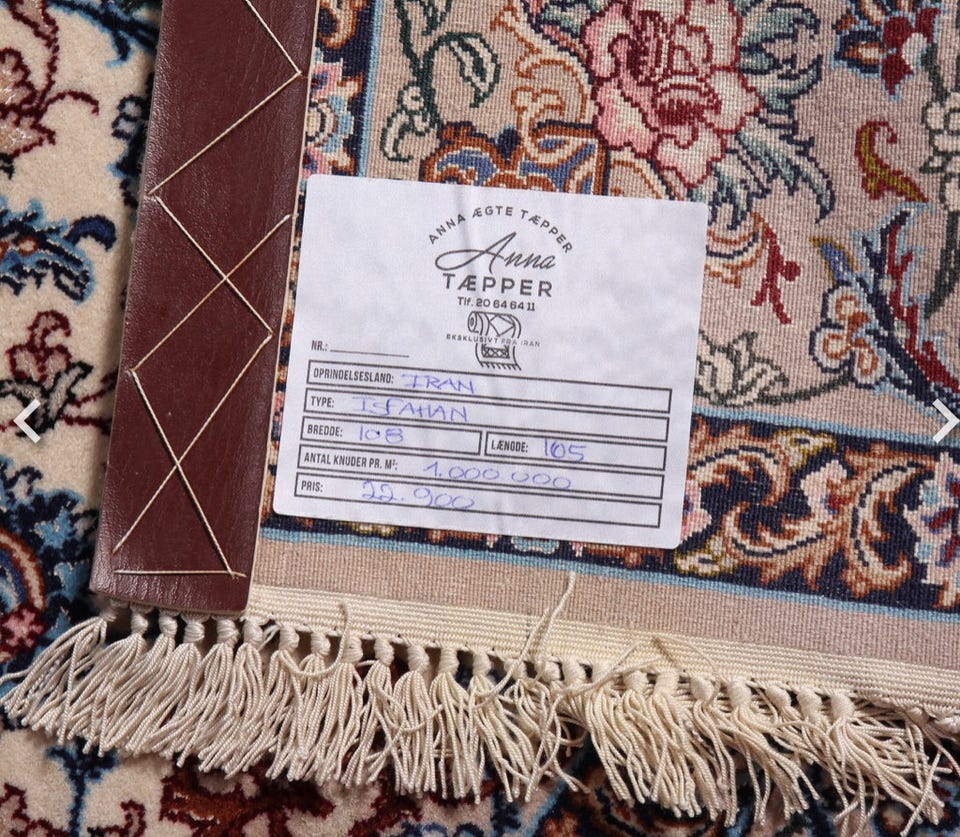 ANNA ÆGTE TÆPPER
Anna
TÆPPER
Tlf. 20 64 64 11
EKSKLUSIVT FRA IRAN
NR.:
OPRINDELSESLAND: IRAN
TYPE: ISFAHAN
BREDDE: 108 LÆNGDE: 165
ANTAL KNUDER PR. M²: 1.000.000
PRIS: 22.900